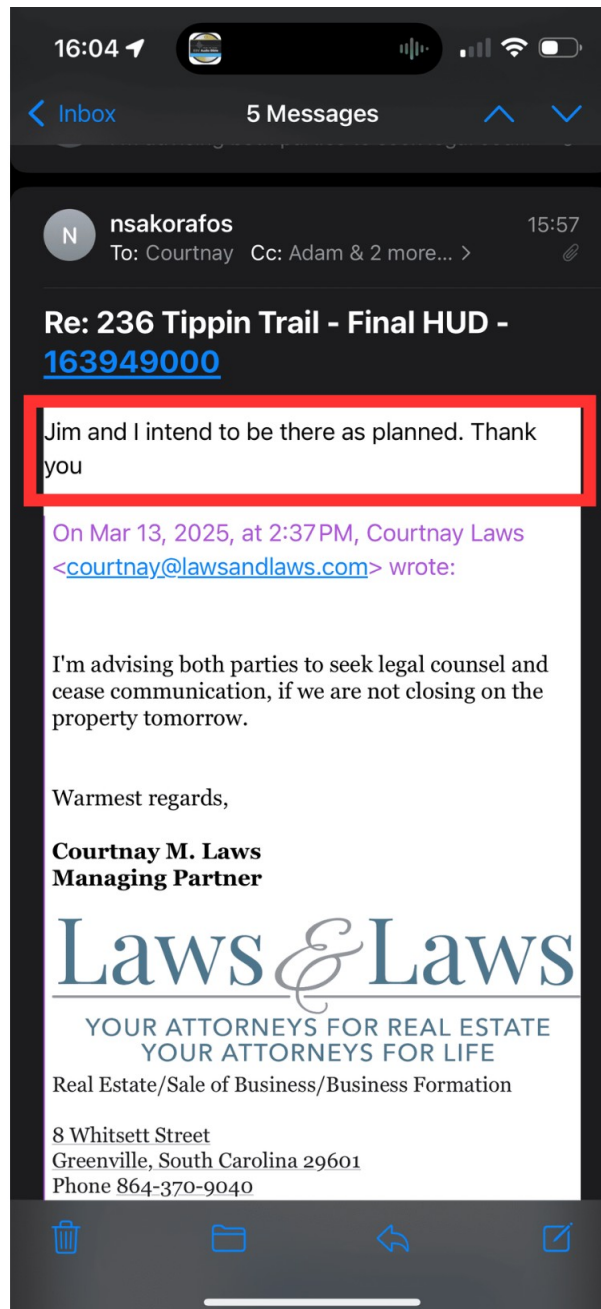 16:04
Inbox
5 Messages
N
nsakorafos
15:57
To: Courtnay Cc: Adam & 2 more... >
Re: 236 Tippin Trail - Final HUD -
163949000
Jim and I intend to be there as planned. Thank
you
On Mar 13, 2025, at 2:37 PM, Courtnay Laws
<courtnay@lawsandlaws.com> wrote:
I'm advising both parties to seek legal counsel and
cease communication, if we are not closing on the
property tomorrow.
Warmest regards,
Courtnay M. Laws
Managing Partner
Laws & Laws
YOUR ATTORNEYS FOR REAL ESTATE
YOUR ATTORNEYS FOR LIFE
Real Estate/Sale of Business/Business Formation
8 Whitsett Street
Greenville, South Carolina 29601
Phone 864-370-9040